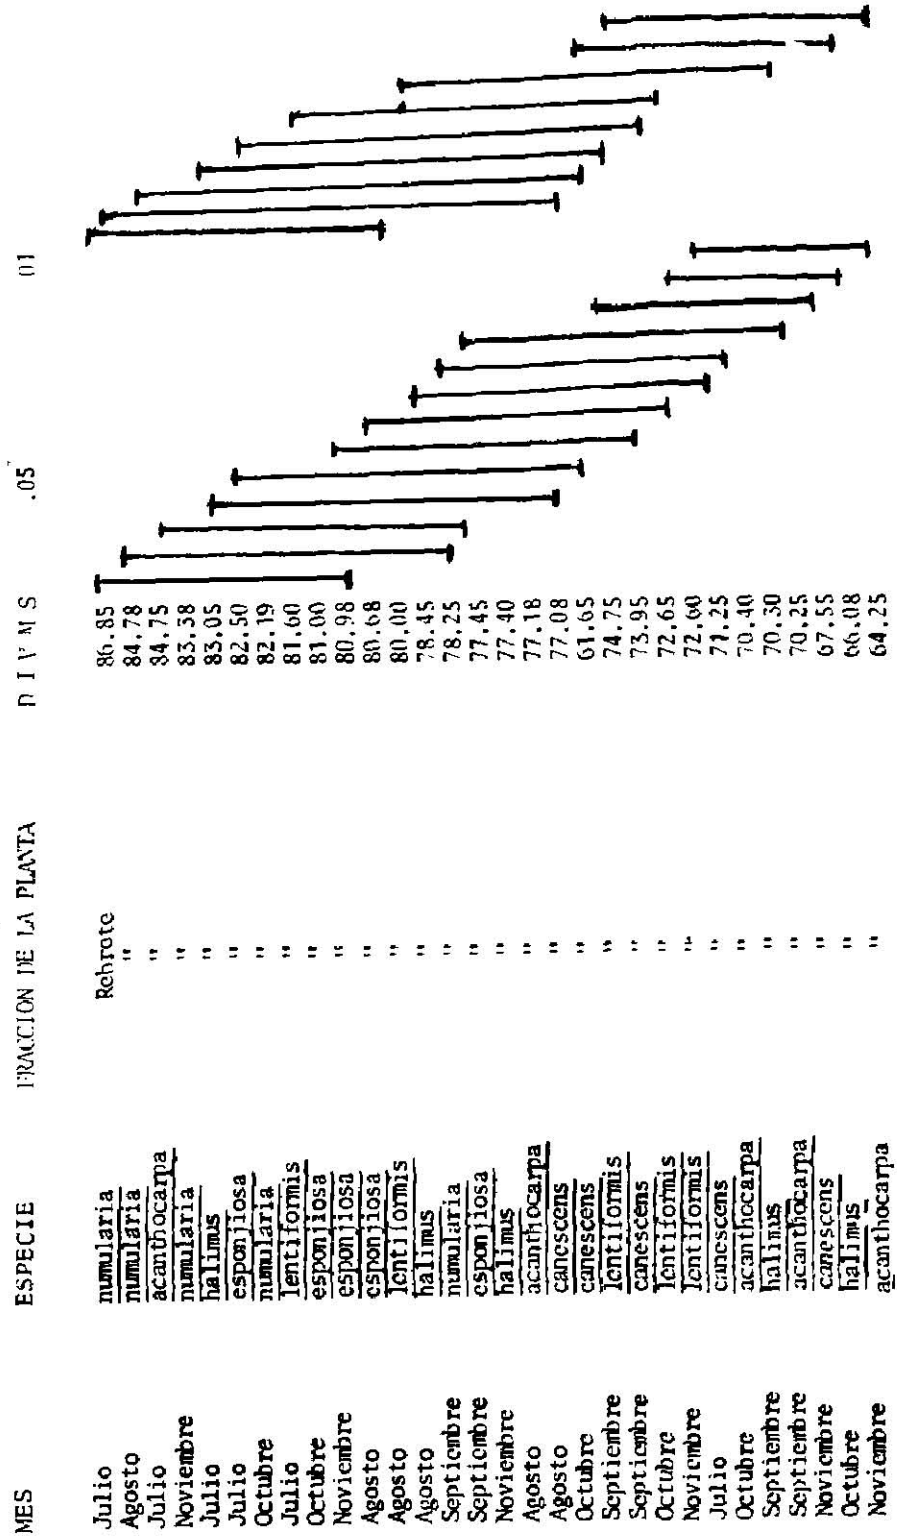 MES ESPECIE FRACCION DE LA PLANTA D I V M S .05 01
Julio numularia Rebrote 86.85
Agosto numularia " 84.78
Julio acanthocarpa " 84.75
Noviembre numularia " 83.38
Julio halimus " 83.05
Julio esponjiosa " 82.50
Octubre numularia " 82.19
Julio lentiformis " 81.60
Octubre esponjiosa " 81.00
Noviembre esponjiosa " 80.98
Agosto esponjiosa " 80.68
Agosto lentiformis " 80.00
Agosto halimus " 78.45
Septiembre numularia " 78.25
Septiembre esponjiosa " 77.45
Noviembre halimus " 77.40
Agosto acanthocarpa " 77.18
Agosto canescens " 77.08
Octubre canescens " 61.65
Septiembre lentiformis " 74.75
Septiembre canescens " 73.95
Octubre lentiformis " 72.65
Noviembre lentiformis " 72.60
Julio canescens " 71.25
Octubre acanthocarpa " 70.40
Septiembre halimus " 70.30
Septiembre acanthocarpa " 70.25
Noviembre canescens " 67.55
Octubre halimus " 66.08
Noviembre acanthocarpa " 64.25